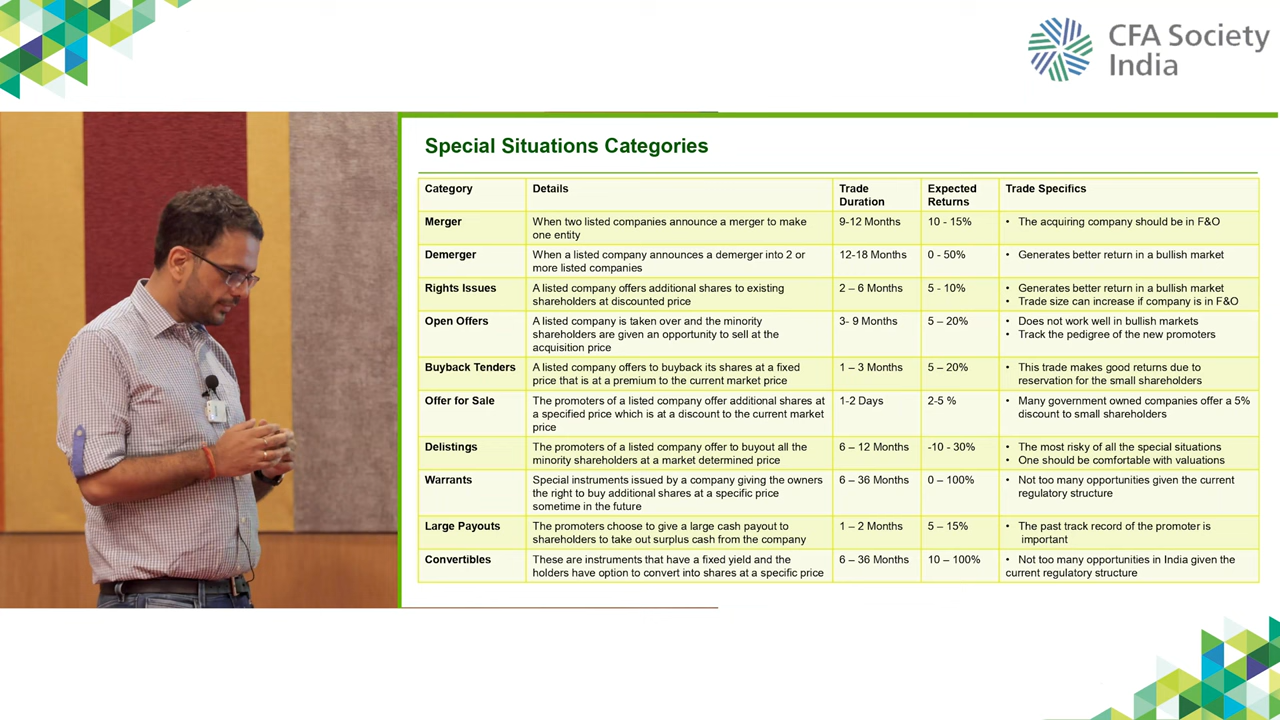 CFA Society
India
Special Situations Categories
Category Details Trade Duration Expected Returns Trade Specifics
Merger When two listed companies announce a merger to make one entity 9-12 Months 10 - 15% • The acquiring company should be in F&O
Demerger When a listed company announces a demerger into 2 or more listed companies 12-18 Months 0 - 50% • Generates better return in a bullish market
Rights Issues A listed company offers additional shares to existing shareholders at discounted price 2 – 6 Months 5 - 10% • Generates better return in a bullish market • Trade size can increase if company is in F&O
Open Offers A listed company is taken over and the minority shareholders are given an opportunity to sell at the acquisition price 3- 9 Months 5 – 20% • Does not work well in bullish markets • Track the pedigree of the new promoters
Buyback Tenders A listed company offers to buyback its shares at a fixed price that is at a premium to the current market price 1 – 3 Months 5 – 20% • This trade makes good returns due to reservation for the small shareholders
Offer for Sale The promoters of a listed company offer additional shares at a specified price which is at a discount to the current market price 1-2 Days 2-5 % • Many government owned companies offer a 5% discount to small shareholders
Delistings The promoters of a listed company offer to buyout all the minority shareholders at a market determined price 6 – 12 Months -10 - 30% • The most risky of all the special situations • One should be comfortable with valuations
Warrants Special instruments issued by a company giving the owners the right to buy additional shares at a specific price sometime in the future 6 – 36 Months 0 – 100% • Not too many opportunities given the current regulatory structure
Large Payouts The promoters choose to give a large cash payout to shareholders to take out surplus cash from the company 1 – 2 Months 5 – 15% • The past track record of the promoter is important
Convertibles These are instruments that have a fixed yield and the holders have option to convert into shares at a specific price 6 – 36 Months 10 – 100% • Not too many opportunities in India given the current regulatory structure